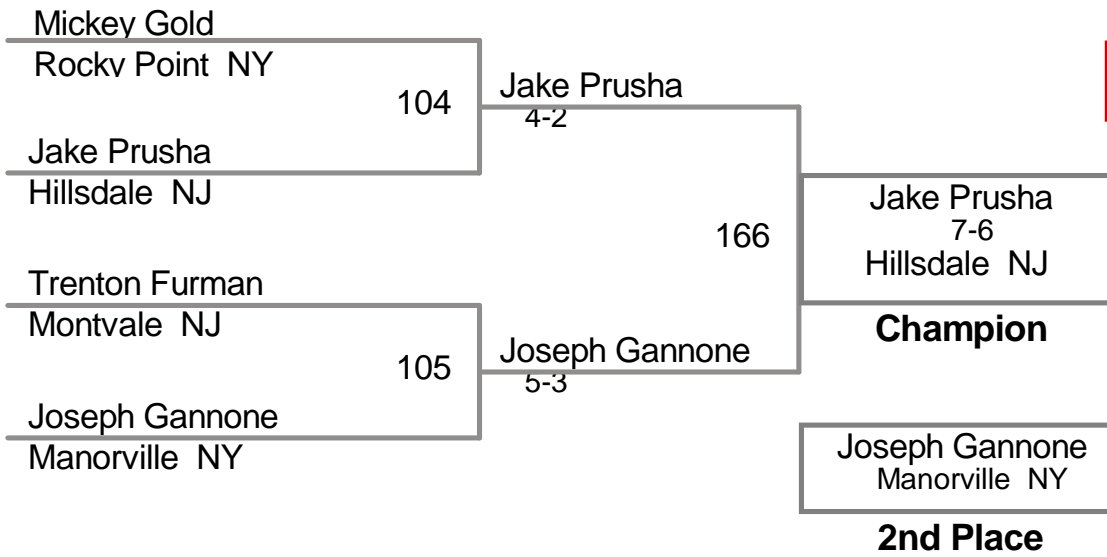 Mickey Gold
Rocky Point NY
104
Jake Prusha
4-2
Jake Prusha
Hillsdale NJ
166
Jake Prusha
7-6
Hillsdale NJ
Champion
Trenton Furman
Montvale NJ
105
Joseph Gannone
5-3
Joseph Gannone
Manorville NY
Joseph Gannone
Manorville NY
2nd Place